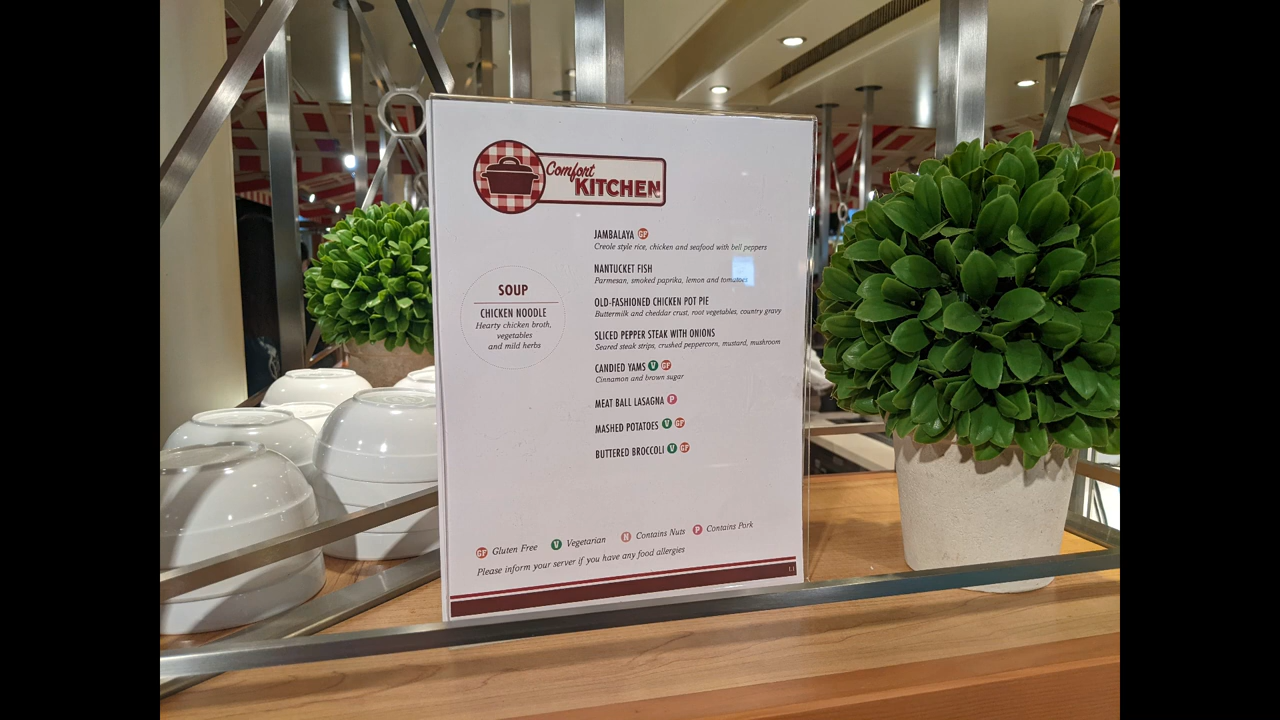 Comfort
KITCHEN
SOUP
CHICKEN NOODLE
Hearty chicken broth,
vegetables
and mild herbs
JAMBALAYA GF
Creole style rice, chicken and seafood with bell peppers
NANTUCKET FISH
Parmesan, smoked paprika, lemon and tomatoes
OLD-FASHIONED CHICKEN POT PIE
Buttermilk and cheddar crust, root vegetables, country gravy
SLICED PEPPER STEAK WITH ONIONS
Seared steak strips, crushed peppercorn, mustard, mushroom
CANDIED YAMS V GF
Cinnamon and brown sugar
MEAT BALL LASAGNA P
MASHED POTATOES V GF
BUTTERED BROCCOLI V GF
GF Gluten Free V Vegetarian N Contains Nuts P Contains Pork
Please inform your server if you have any food allergies